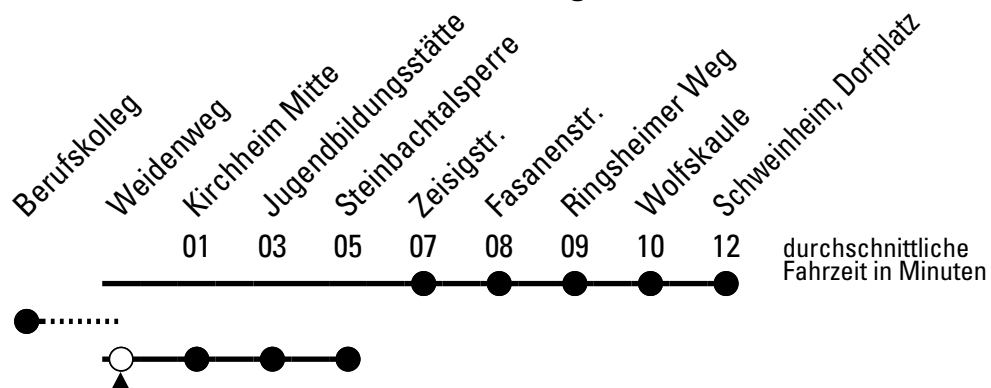 Berufskolleg
Weidenweg
Kirchheim Mitte
Jugendbildungsstätte
Steinbachtalsperre
Zeisigstr.
Fasanenstr.
Ringsheimer Weg
Wolfskaule
Schweinheim, Dorfplatz
01 03 05 07 08 09 10 12
durchschnittliche
Fahrzeit in Minuten